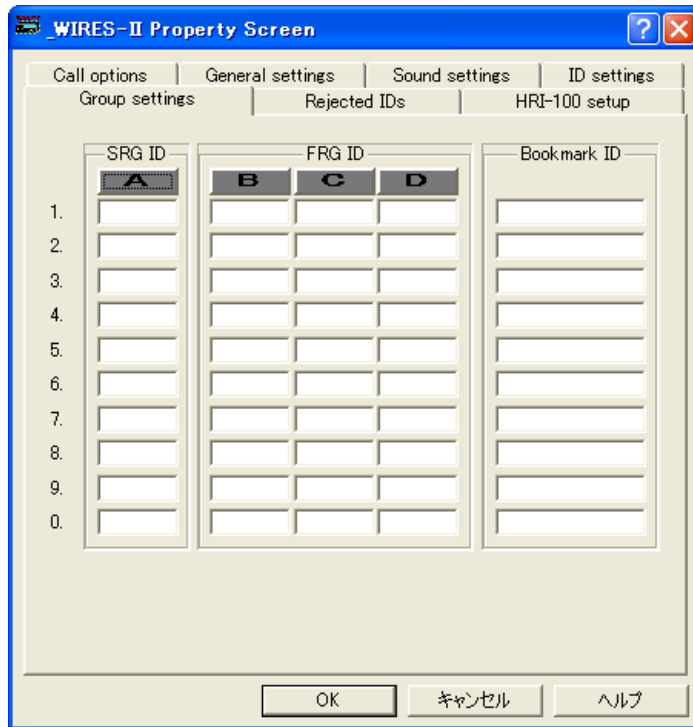 _WIRES-II Property Screen
Call options General settings Sound settings ID settings
Group settings Rejected IDs HRI-100 setup
SRG ID FRG ID Bookmark ID
A B C D
1.
2.
3.
4.
5.
6.
7.
8.
9.
0.
OK キャンセル ヘルプ